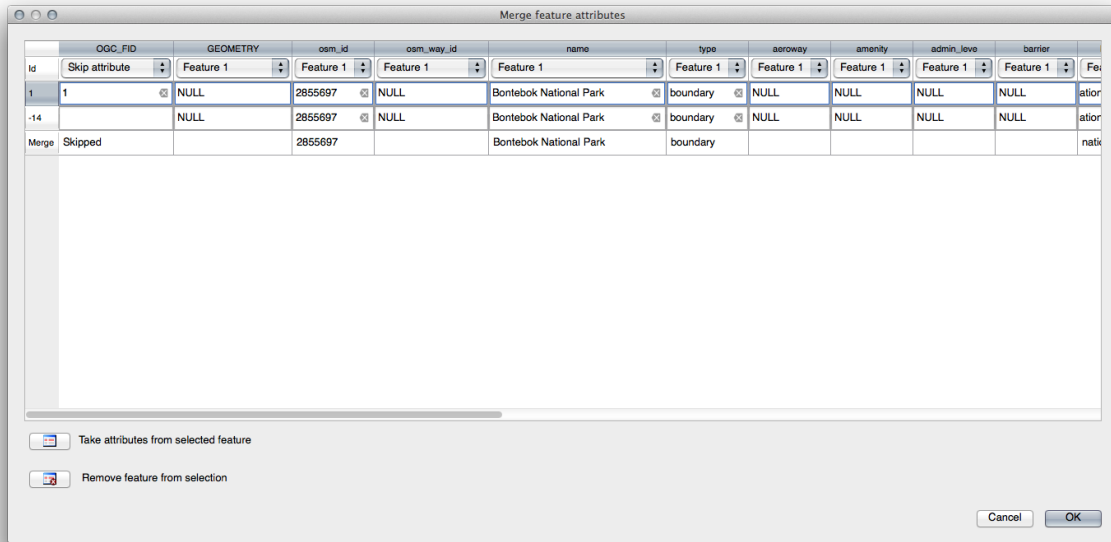 Merge feature attributes
OGC_FID GEOMETRY osm_id osm_way_id name type aeroway amenity admin_leve barrier
Id Skip attribute Feature 1 Feature 1 Feature 1 Feature 1 Feature 1 Feature 1 Feature 1 Feature 1 Feature 1 Fea
1 1 NULL 2855697 NULL Bontebok National Park boundary NULL NULL NULL NULL ation
-14 NULL 2855697 NULL Bontebok National Park boundary NULL NULL NULL NULL ation
Merge Skipped 2855697 Bontebok National Park boundary natio
Take attributes from selected feature
Remove feature from selection
Cancel OK